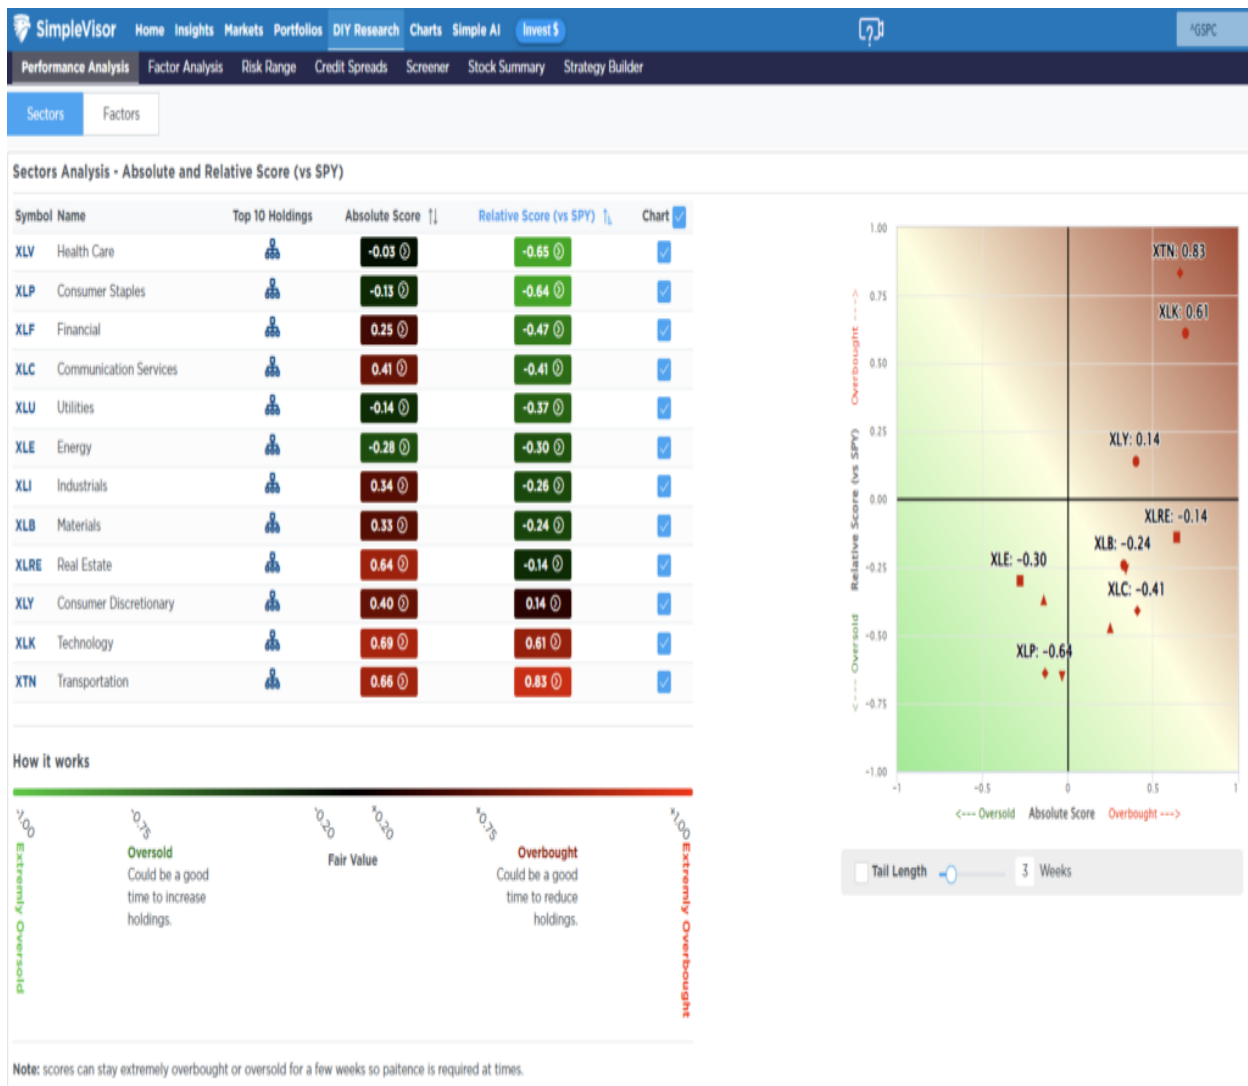 SimpleVisor Home Insights Markets Portfolios DIY Research Charts Simple AI Invest $ ^GSPC
Performance Analysis Factor Analysis Risk Range Credit Spreads Screener Stock Summary Strategy Builder
Sectors Factors
Sectors Analysis - Absolute and Relative Score (vs SPY)
Symbol Name Top 10 Holdings Absolute Score Relative Score (vs SPY) Chart
XLV Health Care -0.03 -0.65
XLP Consumer Staples -0.13 -0.64
XLF Financial 0.25 -0.47
XLC Communication Services 0.41 -0.41
XLU Utilities -0.14 -0.37
XLE Energy -0.28 -0.30
XLI Industrials 0.34 -0.26
XLB Materials 0.33 -0.24
XLRE Real Estate 0.64 -0.14
XLY Consumer Discretionary 0.40 0.14
XLK Technology 0.69 0.61
XTN Transportation 0.66 0.83
How it works
-1.00 -0.75 -0.20 +0.20 +0.75 +1.00
Extremly Oversold
Oversold
Could be a good
time to increase
holdings.
Fair Value
Overbought
Could be a good
time to reduce
holdings.
Extremly Overbought
Note: scores can stay extremely overbought or oversold for a few weeks so paitence is required at times.
<--- Oversold Relative Score (vs SPY) Overbought --->
1.00
0.75
0.50
0.25
0.00
-0.25
-0.50
-0.75
-1.00
XTN: 0.83
XLK: 0.61
XLY: 0.14
XLRE: -0.14
XLB: -0.24
XLE: -0.30
XLC: -0.41
XLP: -0.64
-1 -0.5 0 0.5 1
<--- Oversold Absolute Score Overbought --->
Tail Length 3 Weeks